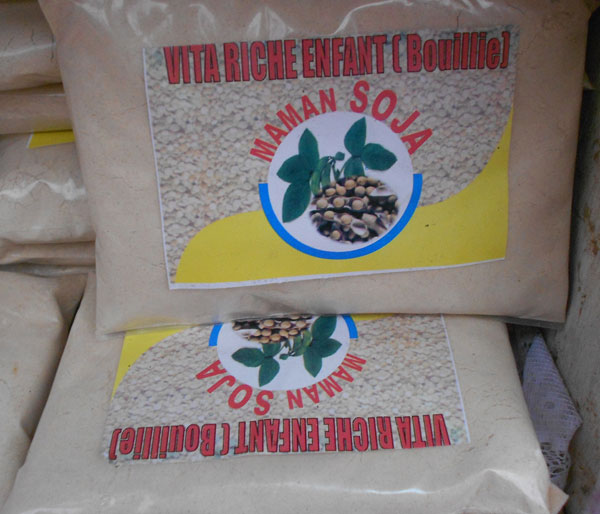 VITA RICHE ENFANT ( Bouillie)
MAMAN SOJA
MAMAN SOJA
VITA RICHE ENFANT ( Bouillie)